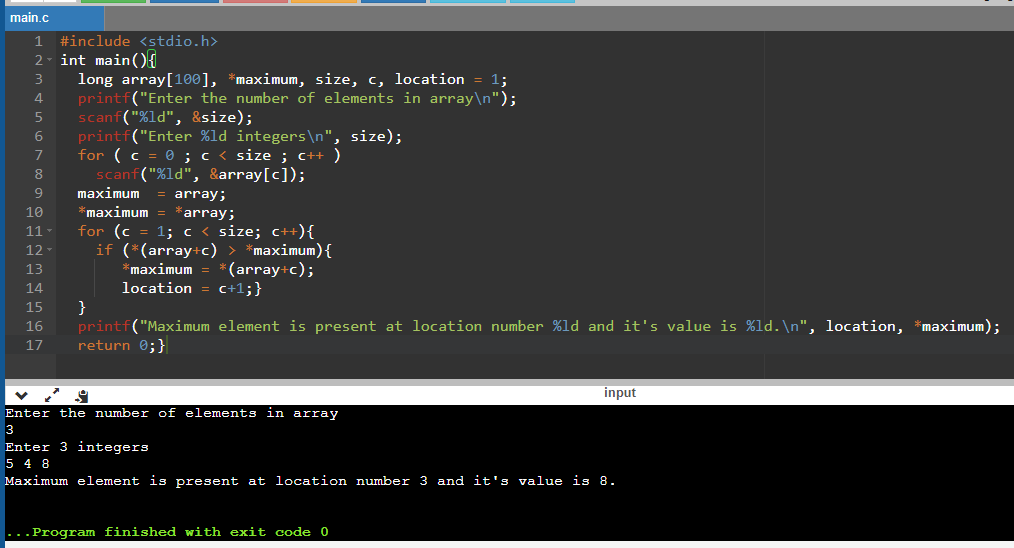 main.c
1 #include <stdio.h>
2 int main(){
3 long array[100], *maximum, size, c, location = 1;
4 printf("Enter the number of elements in array\n");
5 scanf("%ld", &size);
6 printf("Enter %ld integers\n", size);
7 for ( c = 0 ; c < size ; c++ )
8 scanf("%ld", &array[c]);
9 maximum  = array;
10 *maximum = *array;
11 for (c = 1; c < size; c++){
12 if (*(array+c) > *maximum){
13 *maximum = *(array+c);
14 location = c+1;}
15 }
16 printf("Maximum element is present at location number %ld and it's value is %ld.\n", location, *maximum);
17 return 0;}
input
Enter the number of elements in array
3
Enter 3 integers
5 4 8
Maximum element is present at location number 3 and it's value is 8.
...Program finished with exit code 0